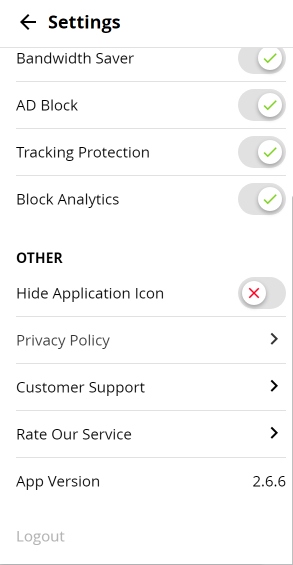 Settings
Bandwidth Saver
AD Block
Tracking Protection
Block Analytics
OTHER
Hide Application Icon
Privacy Policy
Customer Support
Rate Our Service
App Version 2.6.6
Logout